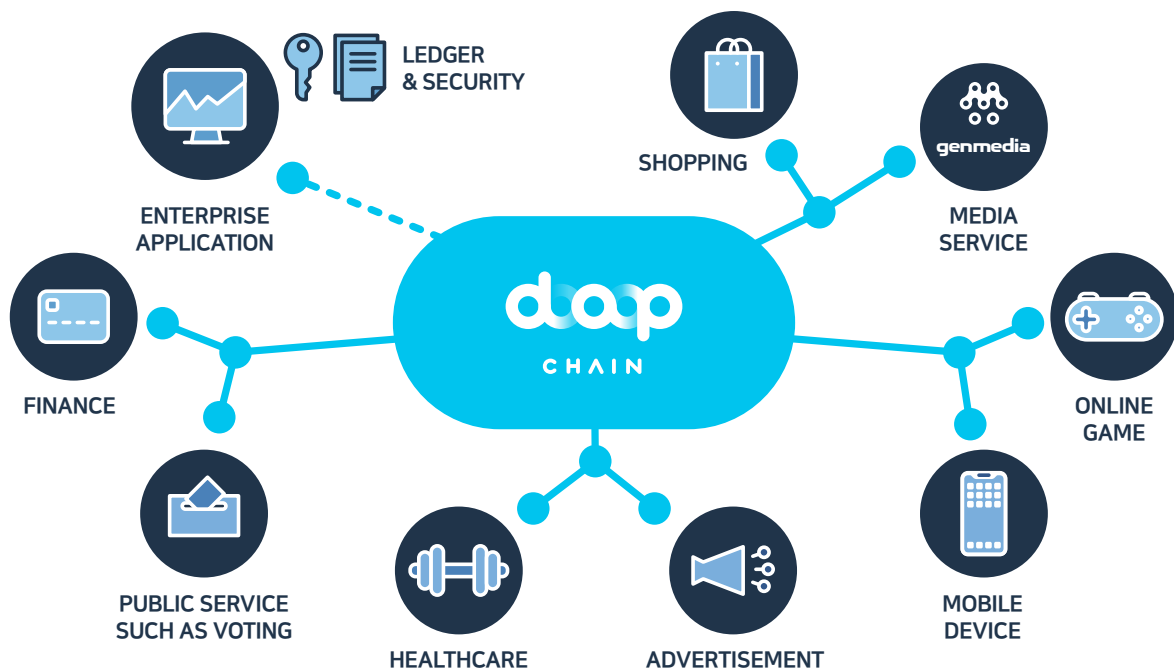 LEDGER
& SECURITY
SHOPPING
genmedia
MEDIA
SERVICE
ENTERPRISE
APPLICATION
CHAIN
FINANCE
ONLINE
GAME
PUBLIC SERVICE
SUCH AS VOTING
HEALTHCARE
ADVERTISEMENT
MOBILE
DEVICE